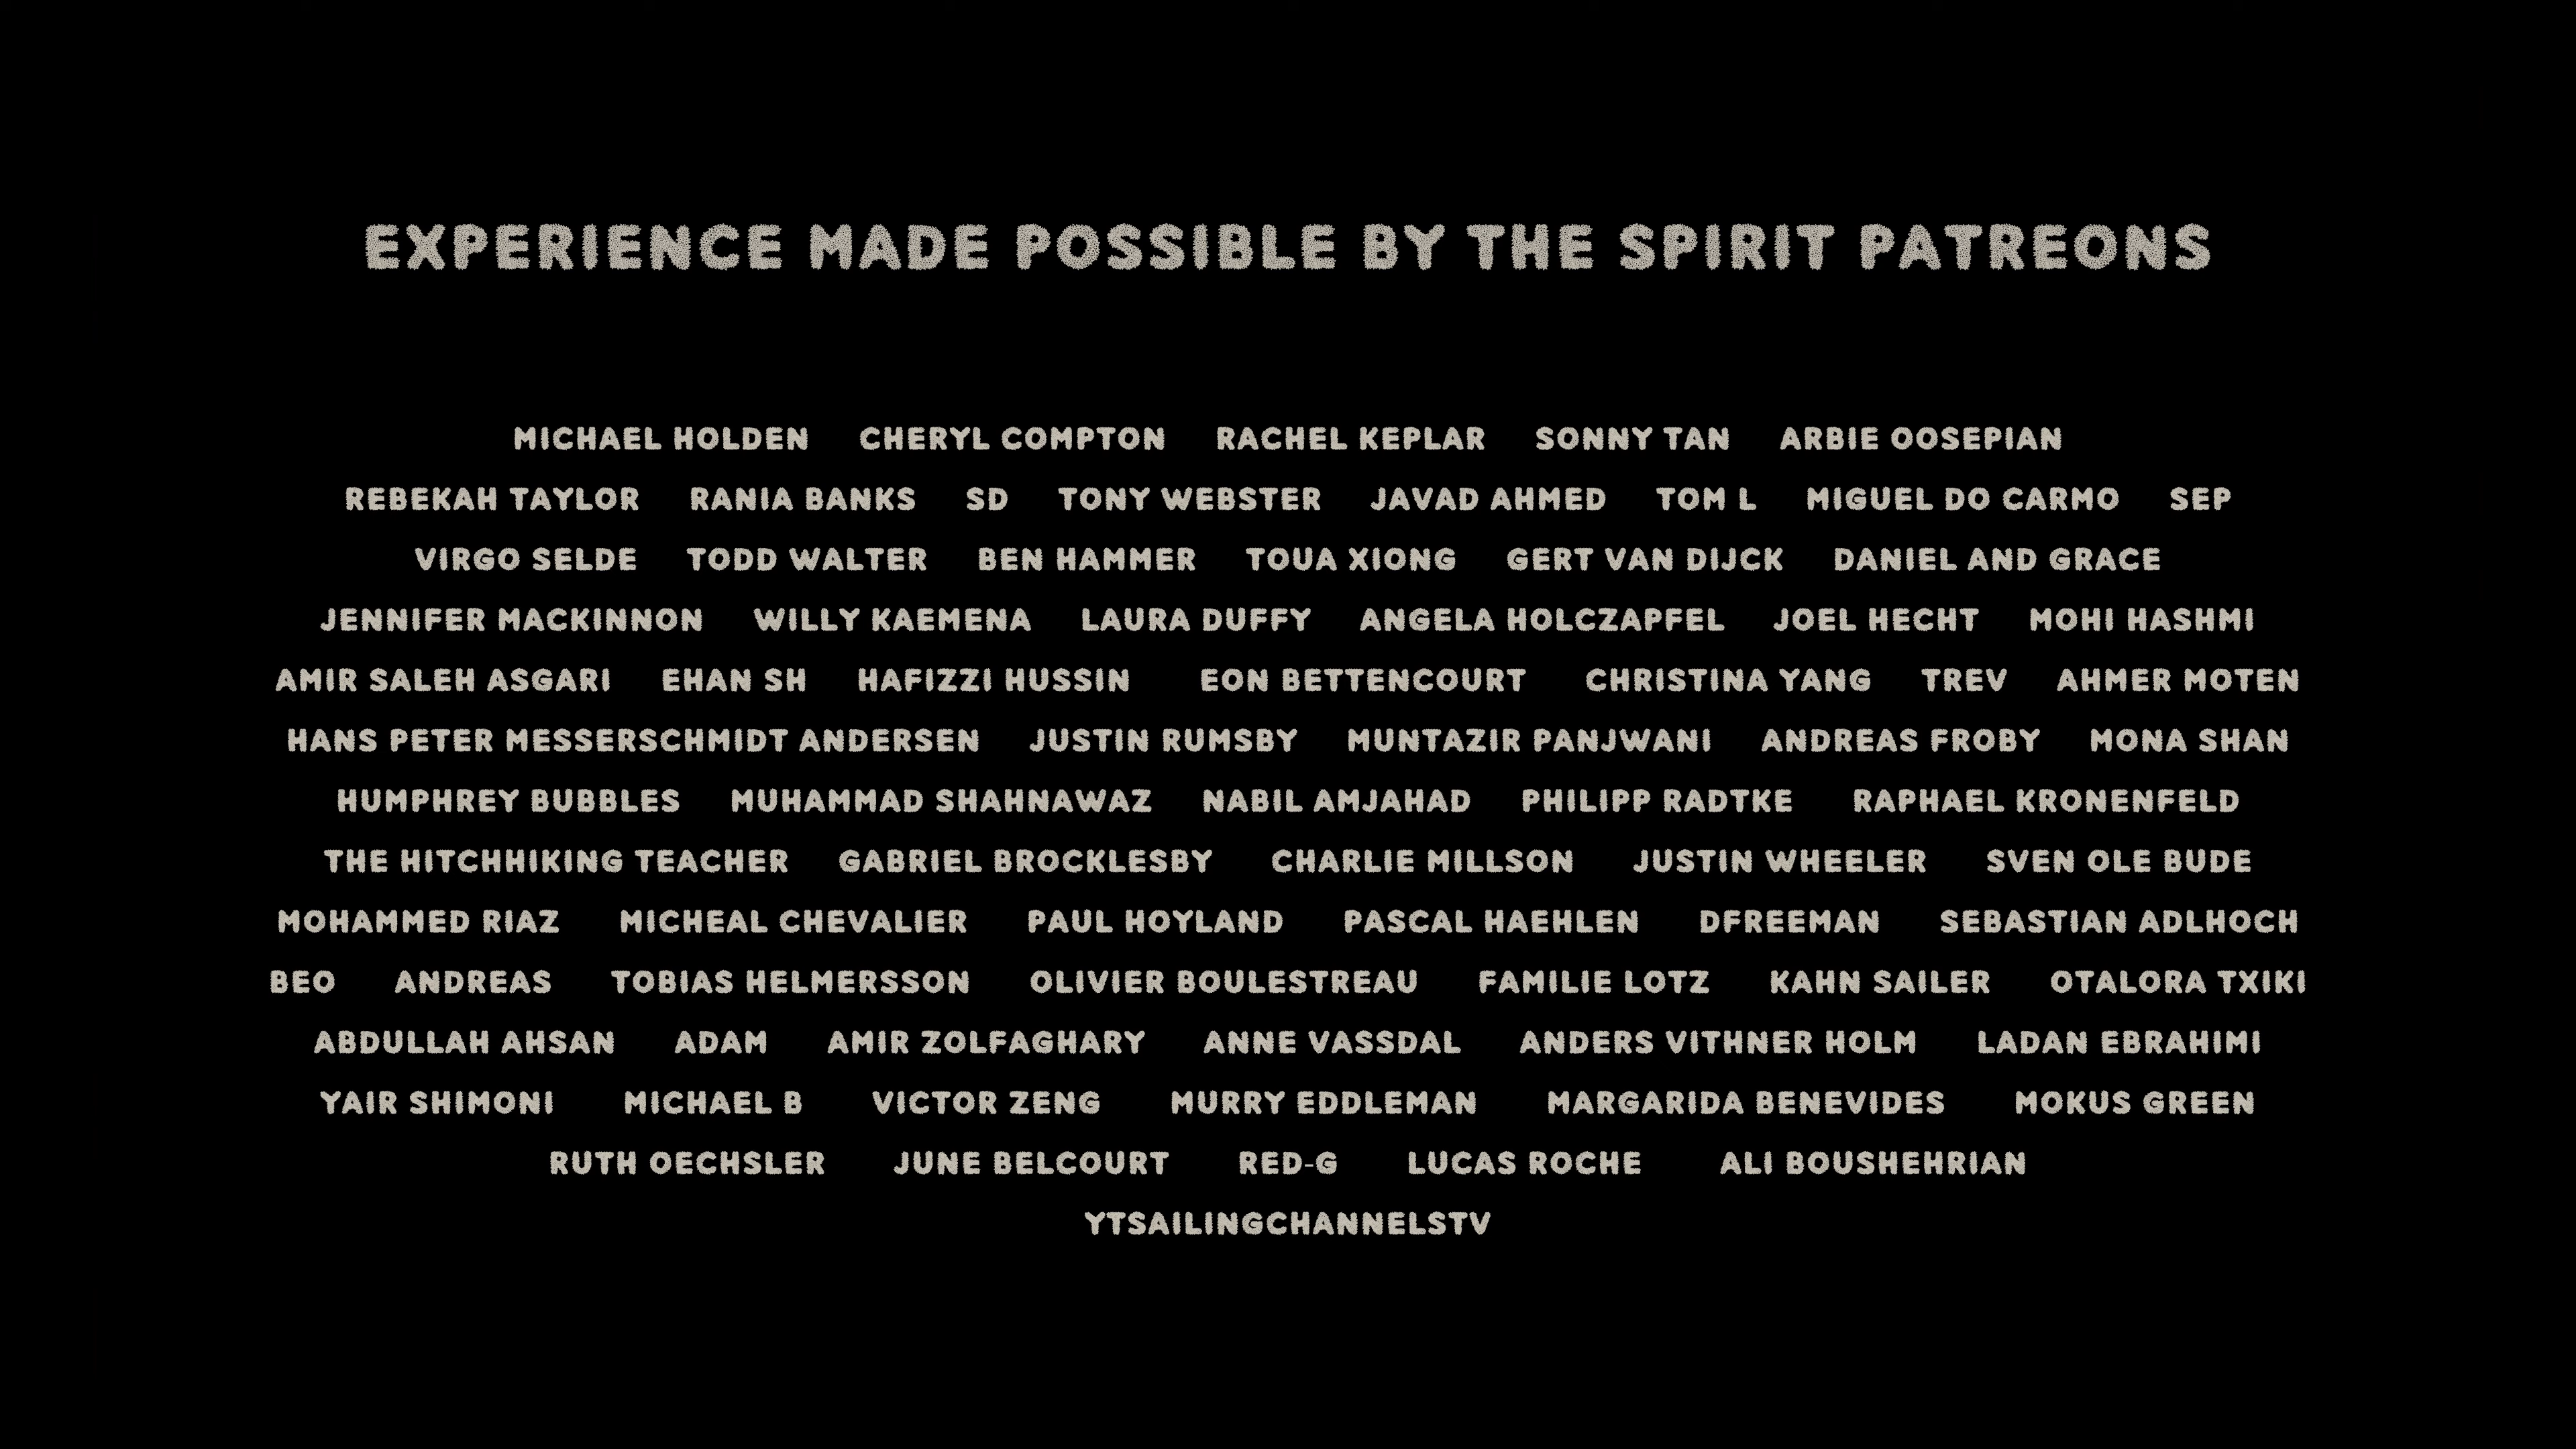 EXPERIENCE MADE POSSIBLE BY THE SPIRIT PATREONS
MICHAEL HOLDEN CHERYL COMPTON RACHEL KEPLAR SONNY TAN ARBIE OOSEPIAN
REBEKAH TAYLOR RANIA BANKS SD TONY WEBSTER JAVAD AHMED TOM L MIGUEL DO CARMO SEP
VIRGO SELDE TODD WALTER BEN HAMMER TOUA XIONG GERT VAN DIJCK DANIEL AND GRACE
JENNIFER MACKINNON WILLY KAEMENA LAURA DUFFY ANGELA HOLCZAPFEL JOEL HECHT MOHI HASHMI
AMIR SALEH ASGARI EHAN SH HAFIZZI HUSSIN EON BETTENCOURT CHRISTINA YANG TREV AHMER MOTEN
HANS PETER MESSERSCHMIDT ANDERSEN JUSTIN RUMSBY MUNTAZIR PANJWANI ANDREAS FROBY MONA SHAN
HUMPHREY BUBBLES MUHAMMAD SHAHNAWAZ NABIL AMJAHAD PHILIPP RADTKE RAPHAEL KRONENFELD
THE HITCHHIKING TEACHER GABRIEL BROCKLESBY CHARLIE MILLSON JUSTIN WHEELER SVEN OLE BUDE
MOHAMMED RIAZ MICHEAL CHEVALIER PAUL HOYLAND PASCAL HAEHLEN DFREEMAN SEBASTIAN ADLHOCH
BEO ANDREAS TOBIAS HELMERSSON OLIVIER BOULESTREAU FAMILIE LOTZ KAHN SAILER OTALORA TXIKI
ABDULLAH AHSAN ADAM AMIR ZOLFAGHARY ANNE VASSDAL ANDERS VITHNER HOLM LADAN EBRAHIMI
YAIR SHIMONI MICHAEL B VICTOR ZENG MURRY EDDLEMAN MARGARIDA BENEVIDES MOKUS GREEN
RUTH OECHSLER JUNE BELCOURT RED-G LUCAS ROCHE ALI BOUSHEHRIAN
YTSAILINGCHANNELSTV